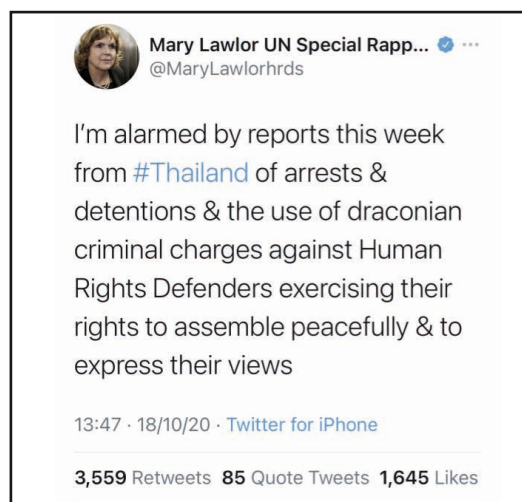 Mary Lawlor UN Special Rapp... ···
@MaryLawlorhrds
I'm alarmed by reports this week
from #Thailand of arrests &
detentions & the use of draconian
criminal charges against Human
Rights Defenders exercising their
rights to assemble peacefully & to
express their views
13:47 · 18/10/20 · Twitter for iPhone
3,559 Retweets 85 Quote Tweets 1,645 Likes